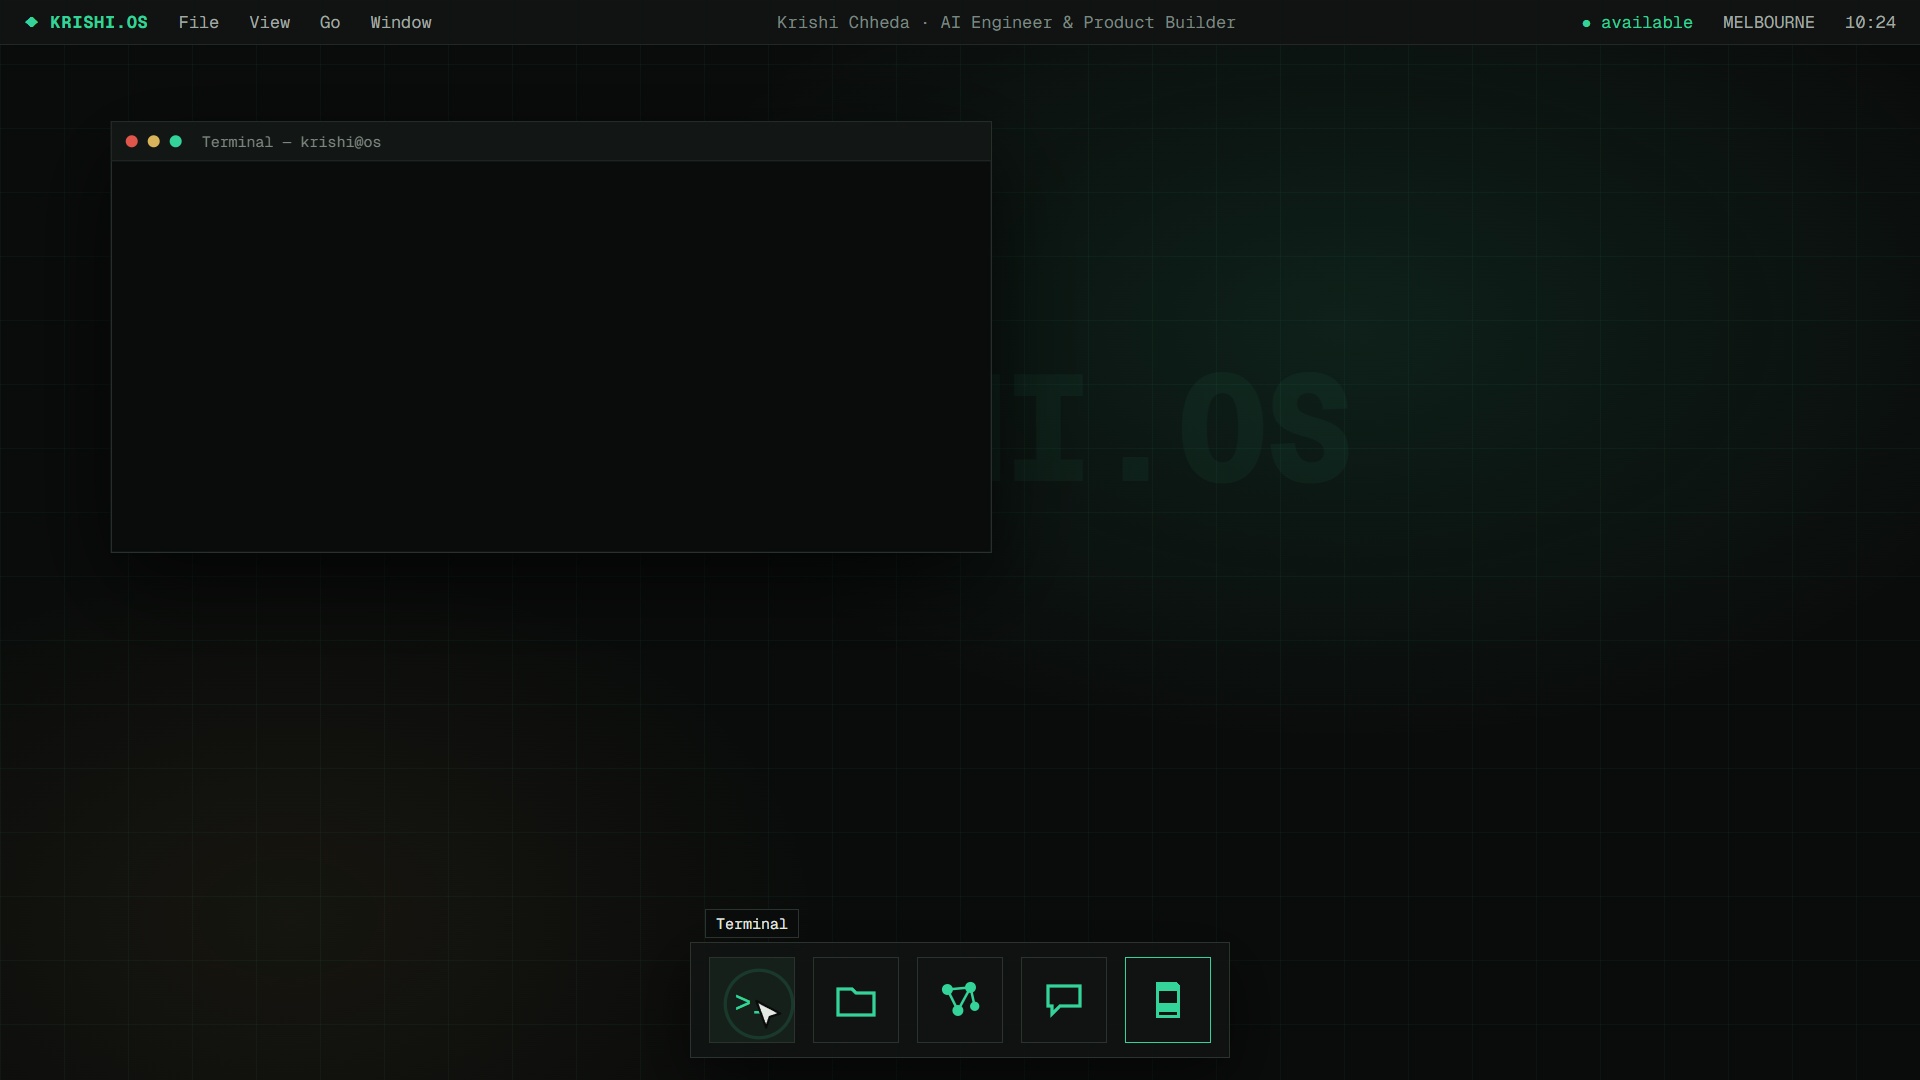 KRISHI.OS File View Go Window Krishi Chheda · AI Engineer & Product Builder available MELBOURNE 10:24
Terminal — krishi@os
I.OS
Terminal
>_